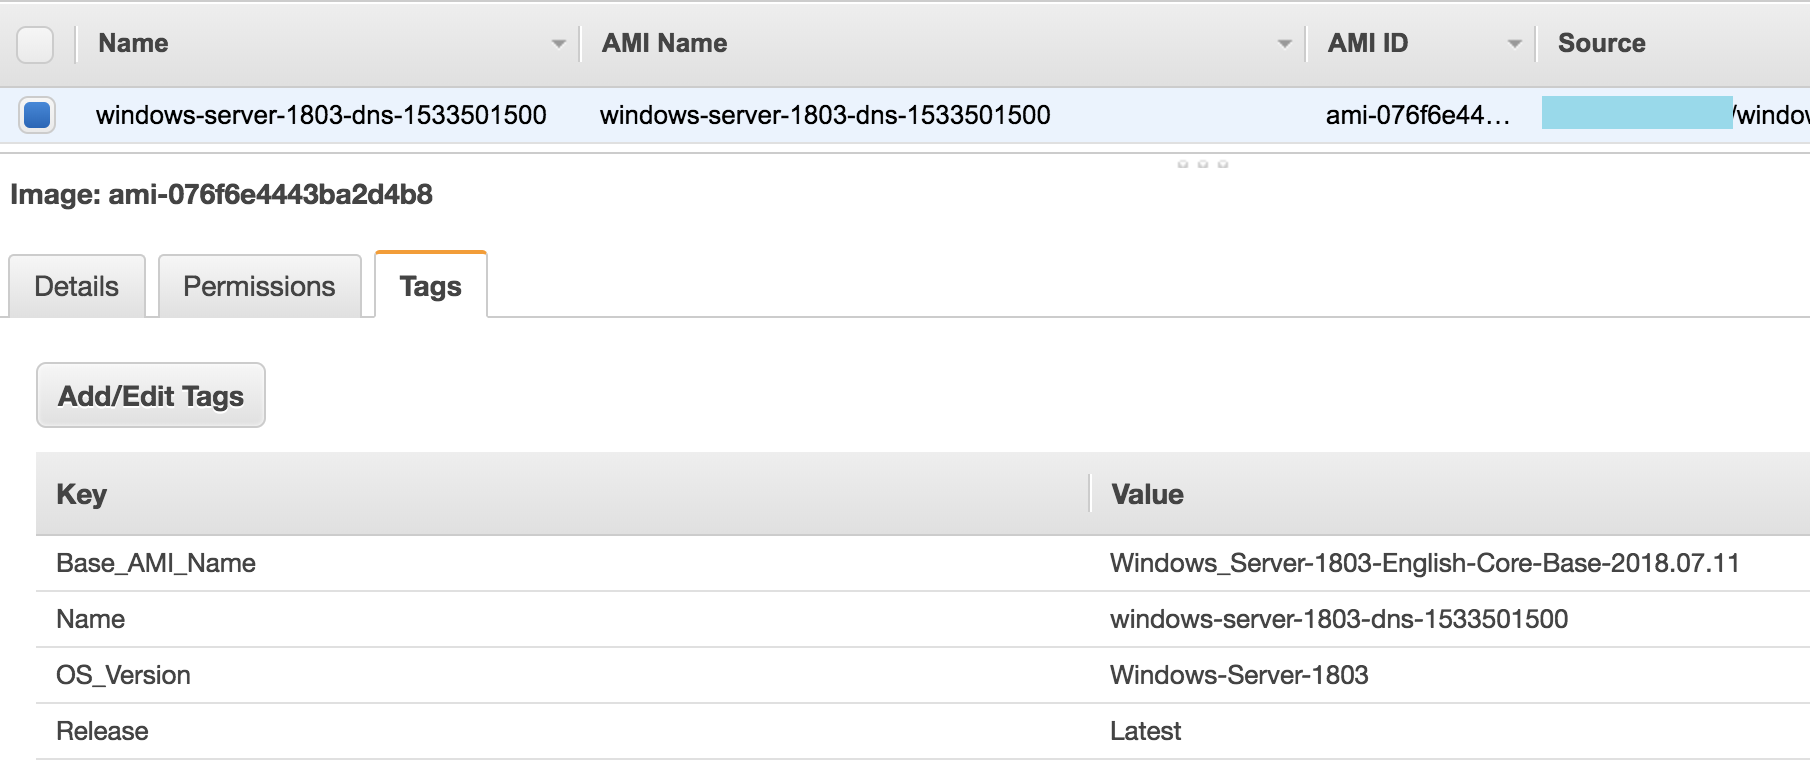 Name AMI Name AMI ID Source
windows-server-1803-dns-1533501500 windows-server-1803-dns-1533501500 ami-076f6e44... /windov
Image: ami-076f6e4443ba2d4b8
Details Permissions Tags
Add/Edit Tags
Key Value
Base_AMI_Name Windows_Server-1803-English-Core-Base-2018.07.11
Name windows-server-1803-dns-1533501500
OS_Version Windows-Server-1803
Release Latest